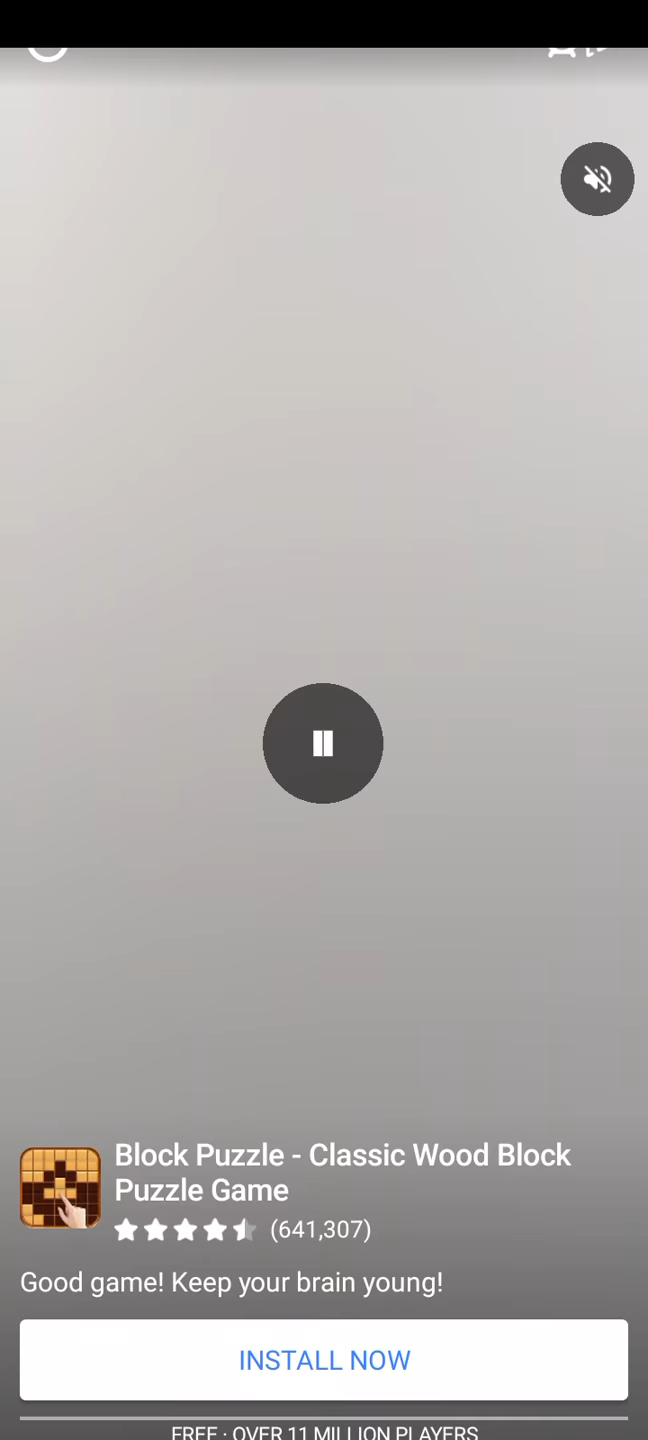 Block Puzzle - Classic Wood Block
Puzzle Game
(641,307)
Good game! Keep your brain young!
INSTALL NOW
FREE · OVER 11 MILLION PLAYERS